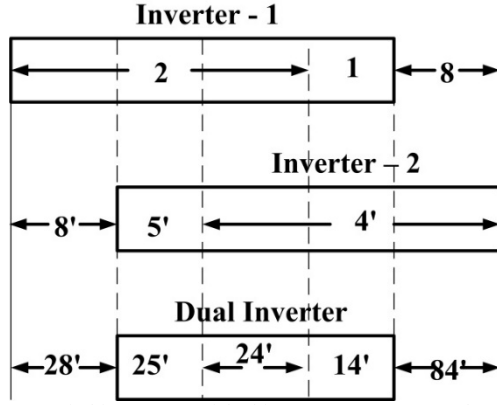 Inverter - 1
2 1 8
Inverter – 2
8' 5' 4'
Dual Inverter
28' 25' 24' 14' 84'